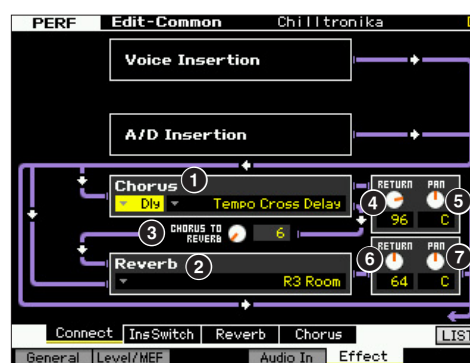 PERF Edit-Common Chilltronika
Voice Insertion
A/D Insertion
Chorus 1
Dly Tempo Cross Delay
RETURN PAN
4 96 C 5
3 CHORUS TO REVERB 6
Reverb 2
R3 Room
RETURN PAN
6 64 C 7
Connect InsSwitch Reverb Chorus LIST
General Level/MEF Audio In Effect